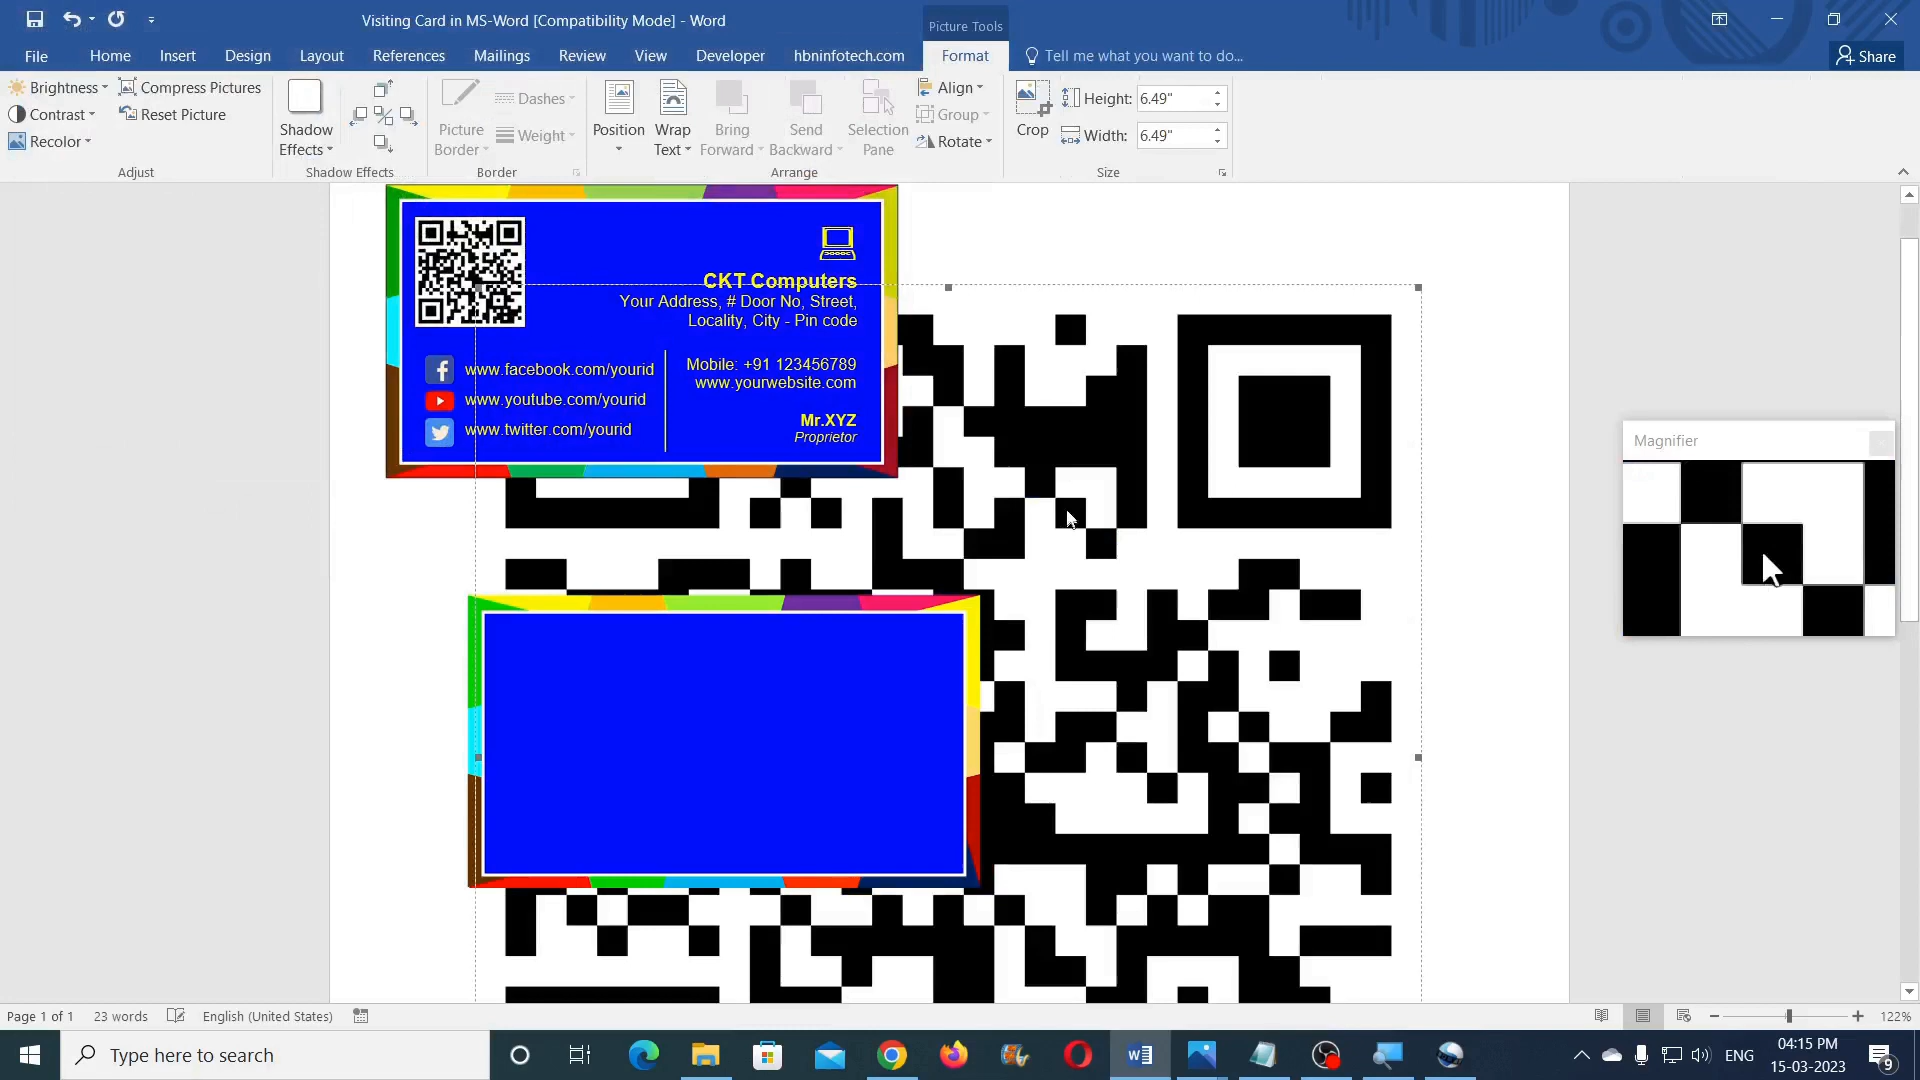 Visiting Card in MS-Word [Compatibility Mode] - Word
Picture Tools
File Home Insert Design Layout References Mailings Review View Developer hbninfotech.com Format Tell me what you want to do... Share
Brightness Compress Pictures
Contrast Reset Picture
Recolor
Adjust
Shadow Effects
Shadow Effects
Picture Border
Dashes
Weight
Border
Position
Wrap Text
Bring Forward
Send Backward
Selection Pane
Align
Group
Rotate
Arrange
Crop
Height: 6.49"
Width: 6.49"
Size
CKT Computers
Your Address, # Door No, Street,
Locality, City - Pin code
www.facebook.com/yourid
www.youtube.com/yourid
www.twitter.com/yourid
Mobile: +91 123456789
www.yourwebsite.com
Mr.XYZ
Proprietor
Magnifier
Page 1 of 1 23 words English (United States) 122%
Type here to search
ENG
04:15 PM
15-03-2023
9